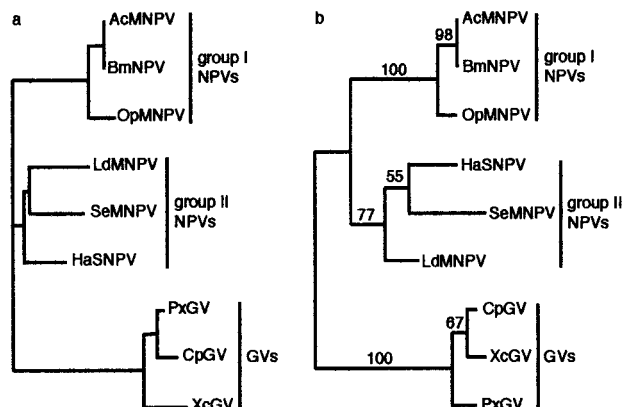 a
AcMNPV
BmNPV
OpMNPV
group I
NPVs
LdMNPV
SeMNPV
HaSNPV
group II
NPVs
PxGV
CpGV
XcGV
GVs
b
98
AcMNPV
BmNPV
100
OpMNPV
group I
NPVs
55
HaSNPV
SeMNPV
77
LdMNPV
group II
NPVs
67
CpGV
XcGV
100
PxGV
GVs